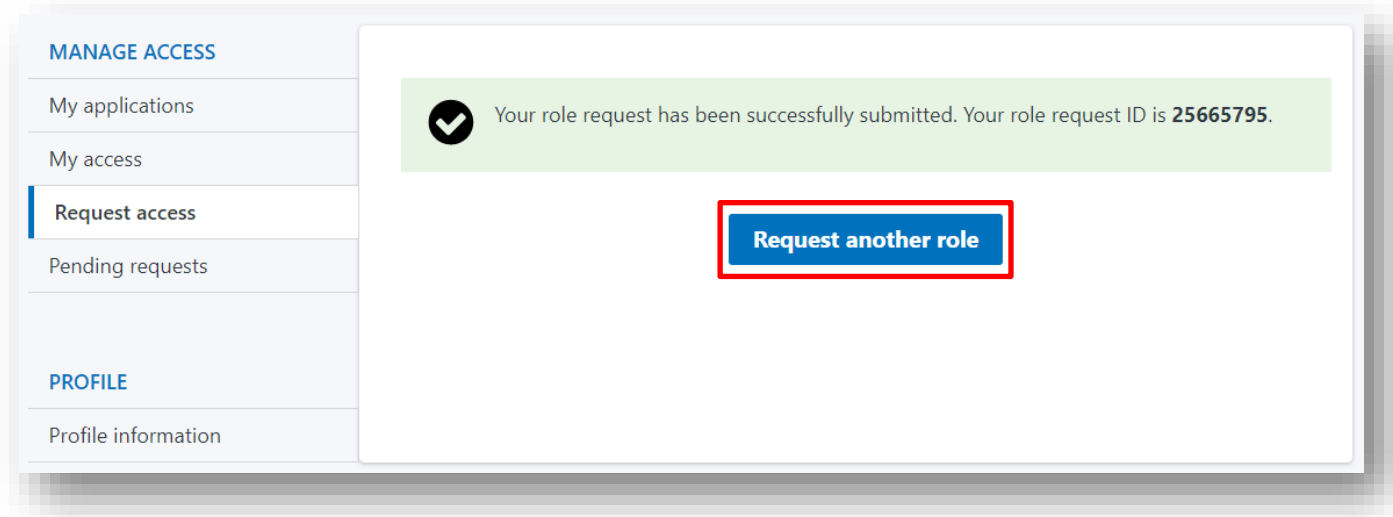 MANAGE ACCESS
My applications
My access
Request access
Pending requests
PROFILE
Profile information
Your role request has been successfully submitted. Your role request ID is 25665795.
Request another role